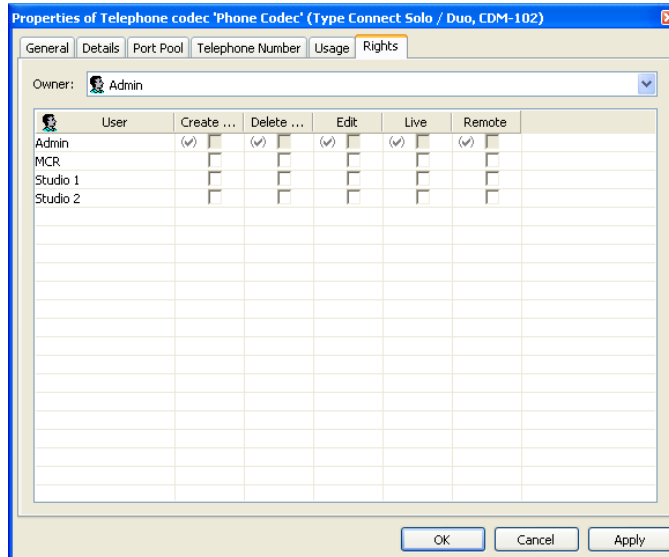 Properties of Telephone codec 'Phone Codec' (Type Connect Solo / Duo, CDM-102)
General Details Port Pool Telephone Number Usage Rights
Owner: Admin
User Create ... Delete ... Edit Live Remote
Admin
MCR
Studio 1
Studio 2
OK Cancel Apply